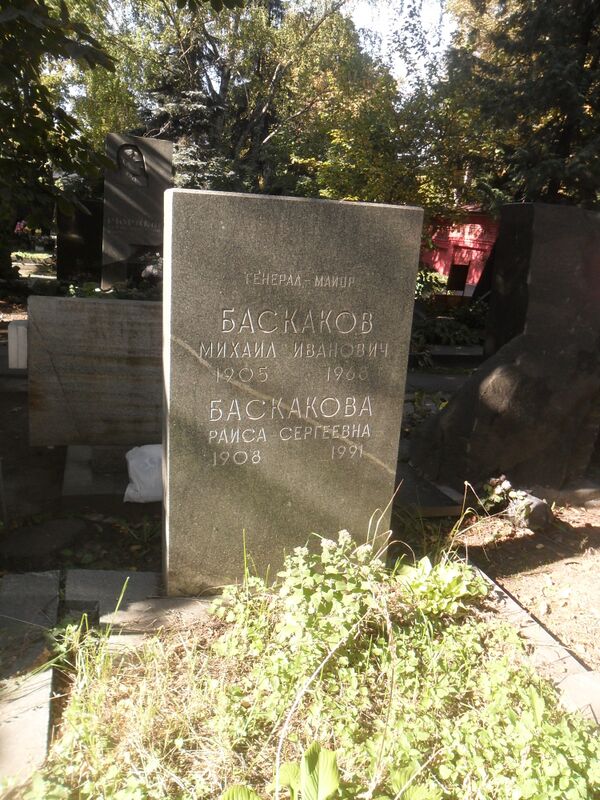 ГЕНЕРАЛ-МАЙОР
БАСКАКОВ
МИХАИЛ ИВАНОВИЧ
1905 1966
БАСКАКОВА
РАИСА СЕРГЕЕВНА
1908 1991